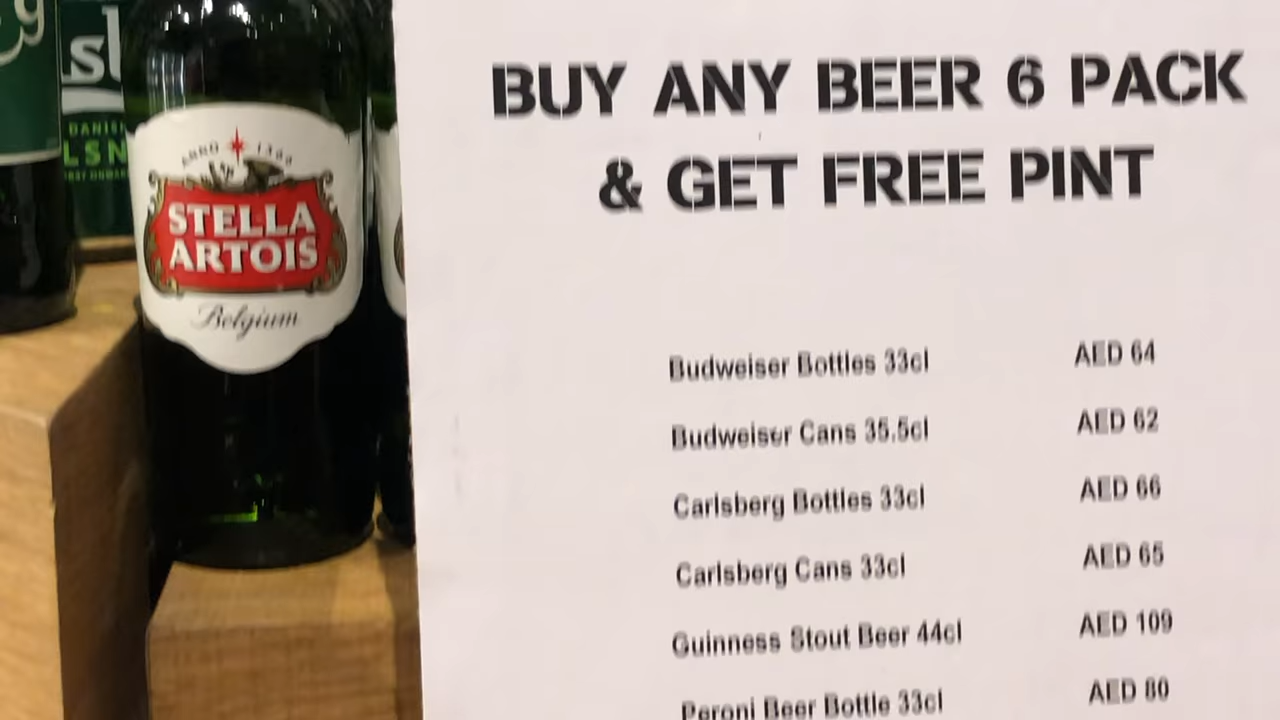 BUY ANY BEER 6 PACK
& GET FREE PINT
Budweiser Bottles 33cl AED 64
Budweiser Cans 35.5cl AED 62
Carlsberg Bottles 33cl AED 66
Carlsberg Cans 33cl AED 65
Guinness Stout Beer 44cl AED 109
Peroni Beer Bottle 33cl AED 80
ANNO 1366
STELLA
ARTOIS
Belgium